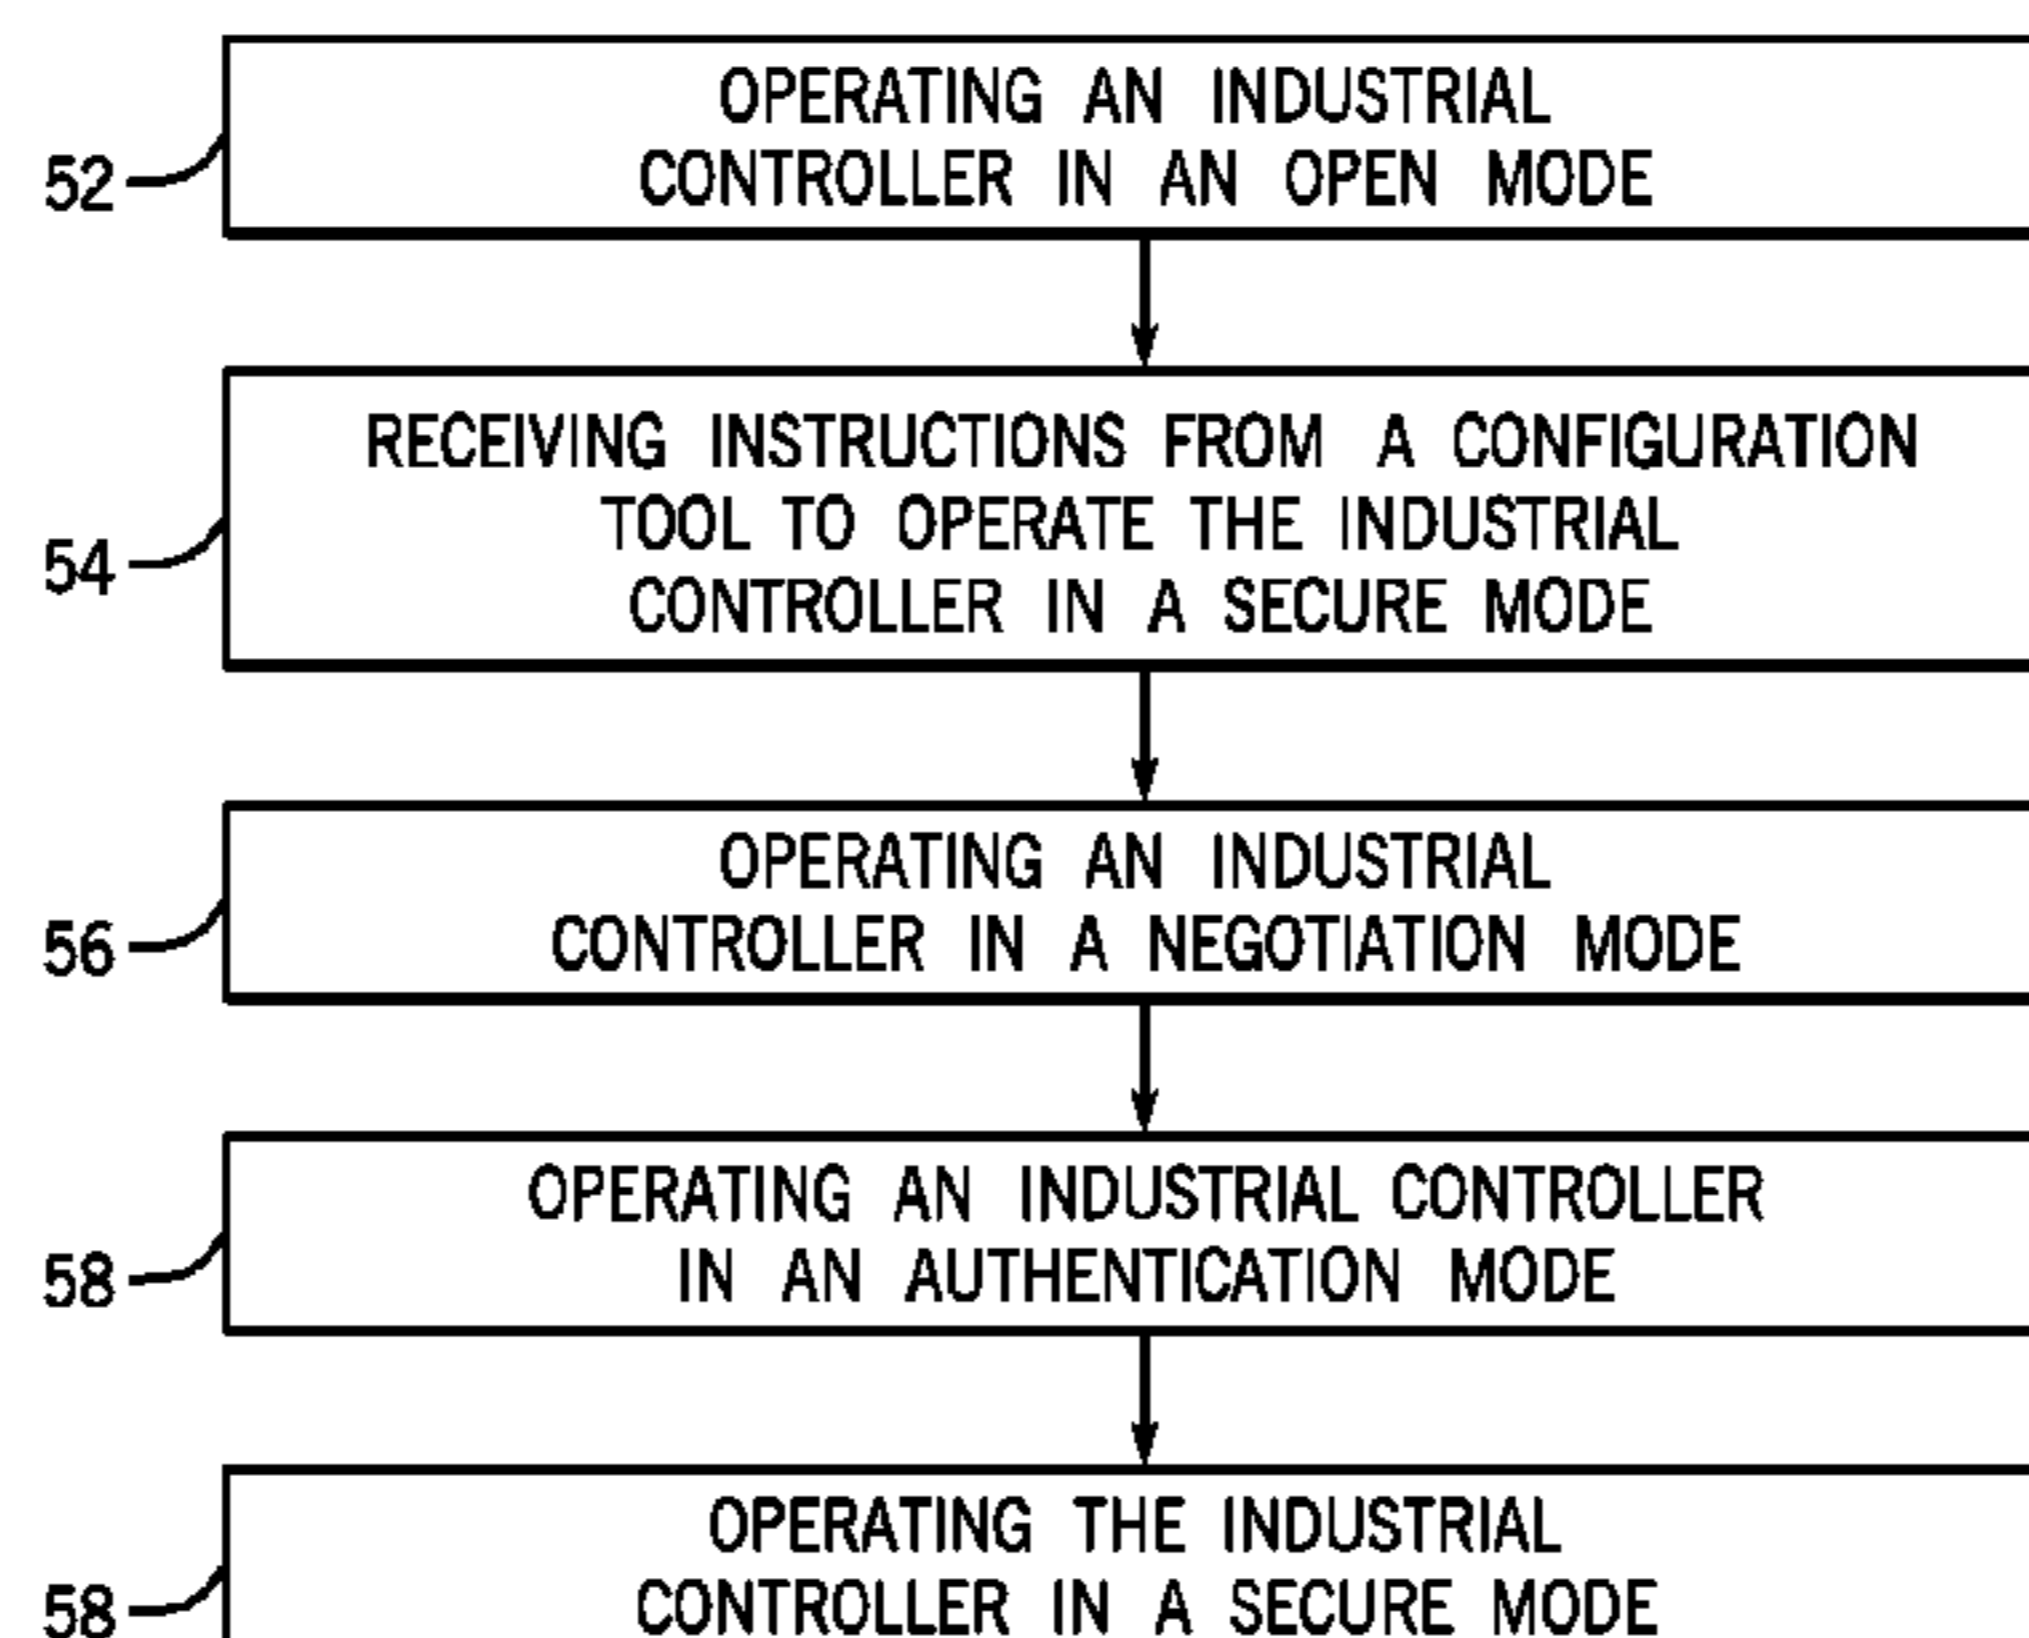 OPERATING AN INDUSTRIAL
CONTROLLER IN AN OPEN MODE
52
RECEIVING INSTRUCTIONS FROM A CONFIGURATION
TOOL TO OPERATE THE INDUSTRIAL
CONTROLLER IN A SECURE MODE
54
OPERATING AN INDUSTRIAL
CONTROLLER IN A NEGOTIATION MODE
56
OPERATING AN INDUSTRIAL CONTROLLER
IN AN AUTHENTICATION MODE
58
OPERATING THE INDUSTRIAL
CONTROLLER IN A SECURE MODE
58